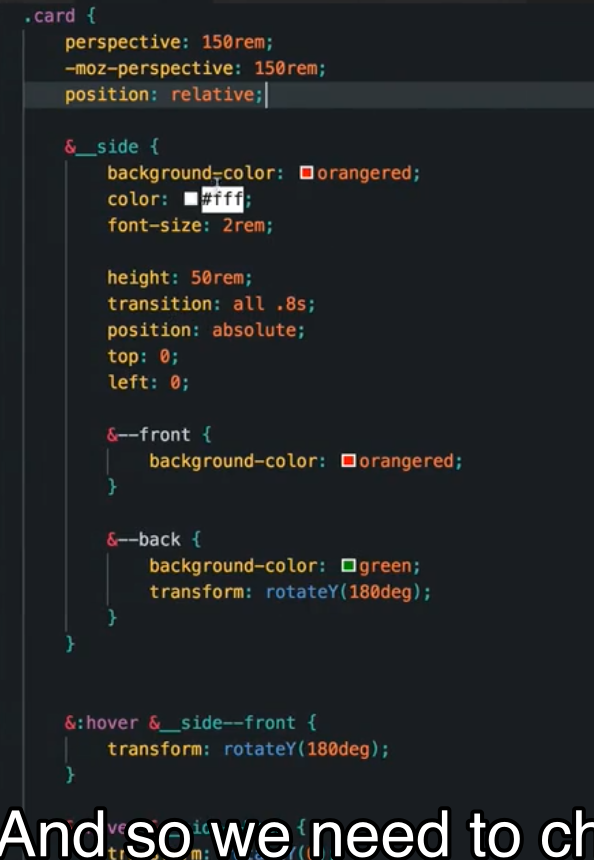 .card {
perspective: 150rem;
-moz-perspective: 150rem;
position: relative;
&__side {
background-color: orangered;
color: #fff;
font-size: 2rem;
height: 50rem;
transition: all .8s;
position: absolute;
top: 0;
left: 0;
&--front {
background-color: orangered;
}
&--back {
background-color: green;
transform: rotateY(180deg);
}
}
&:hover &__side--front {
transform: rotateY(180deg);
}
And so we need to ch